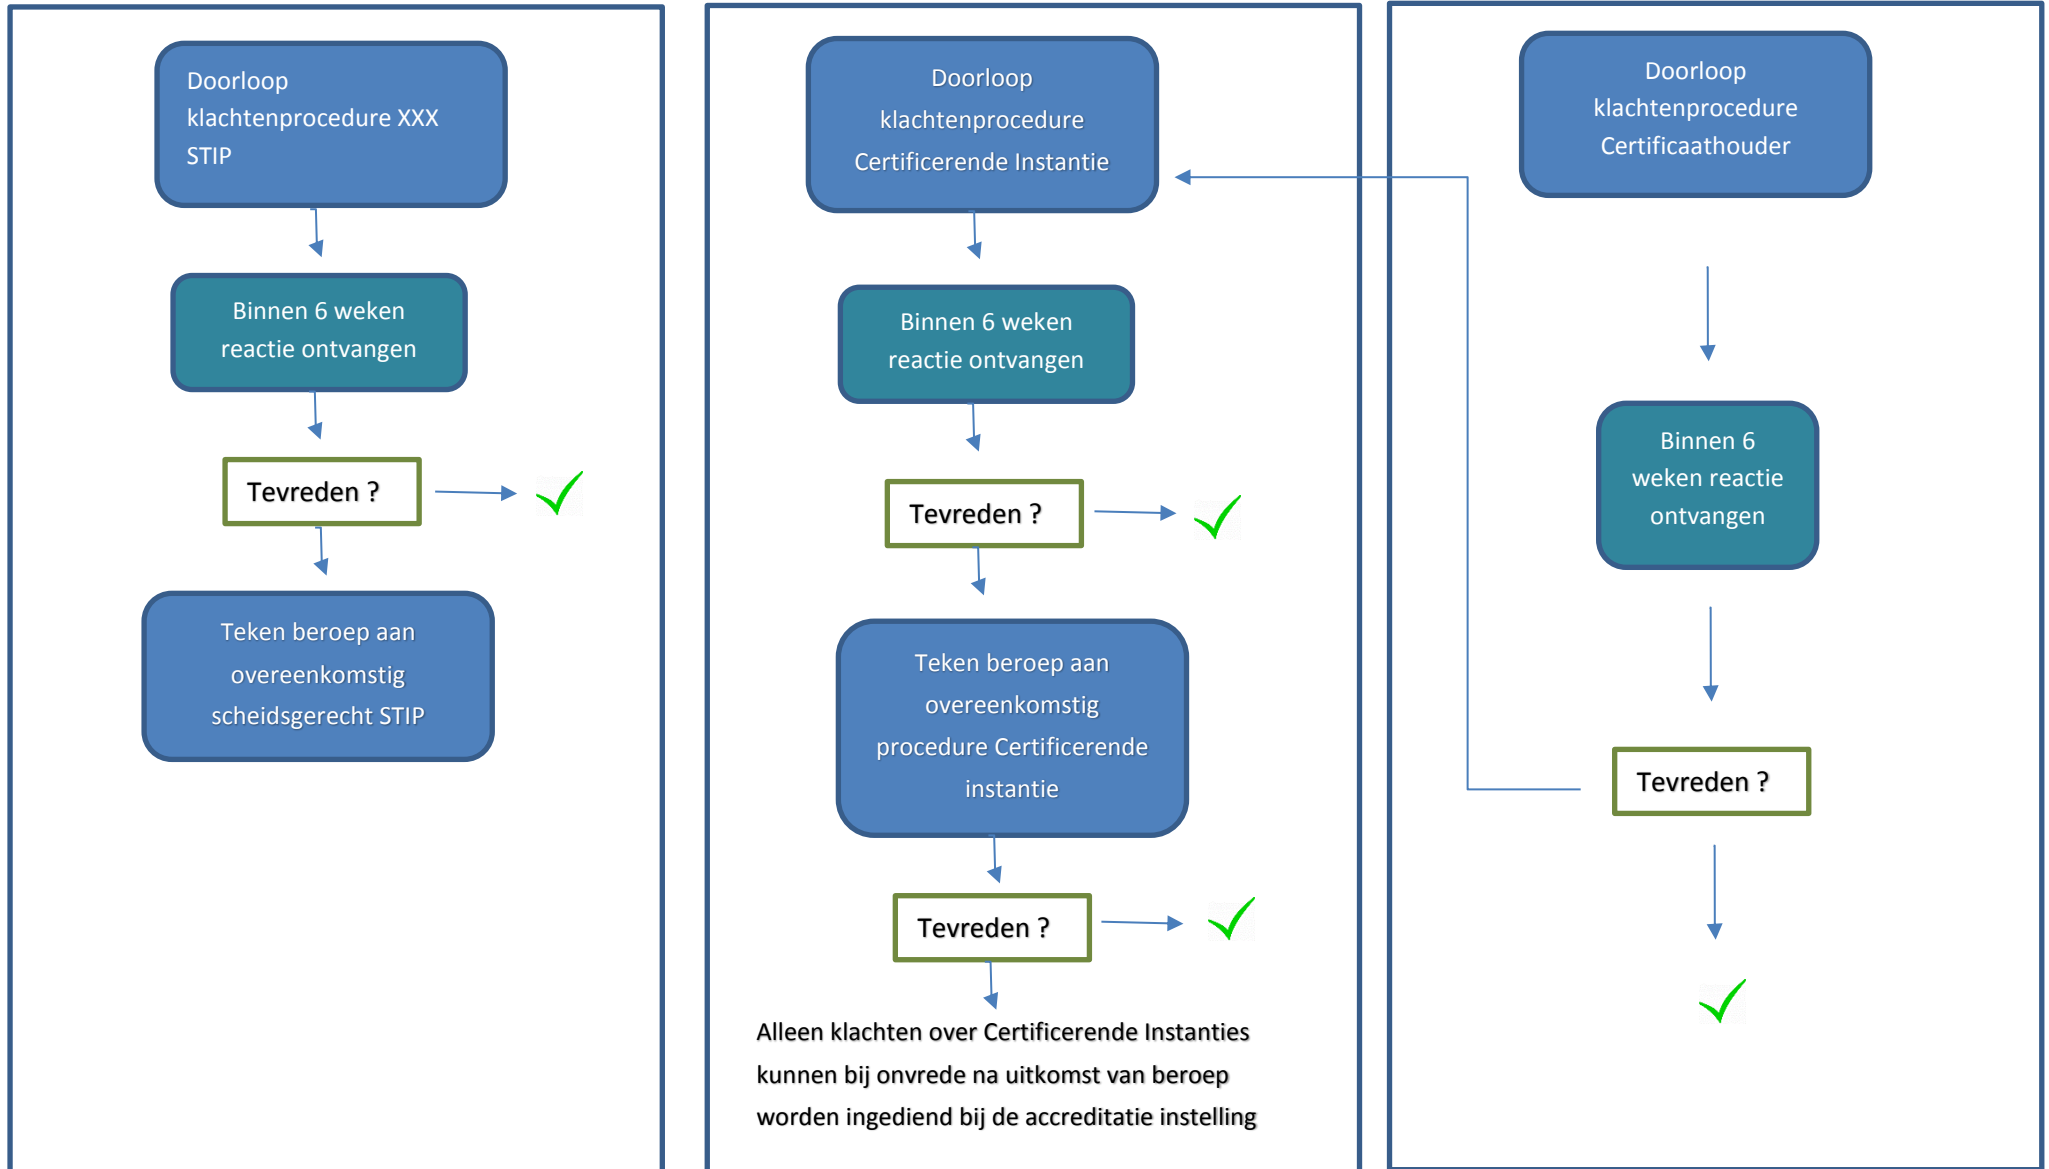 Doorloop
klachtenprocedure XXX
STIP
Binnen 6 weken
reactie ontvangen
Tevreden ?
Teken beroep aan
overeenkomstig
scheidsgerecht STIP
Doorloop
klachtenprocedure
Certificerende Instantie
Binnen 6 weken
reactie ontvangen
Tevreden ?
Teken beroep aan
overeenkomstig
procedure Certificerende
instantie
Tevreden ?
Alleen klachten over Certificerende Instanties
kunnen bij onvrede na uitkomst van beroep
worden ingediend bij de accreditatie instelling
Doorloop
klachtenprocedure
Certificaathouder
Binnen 6
weken reactie
ontvangen
Tevreden ?